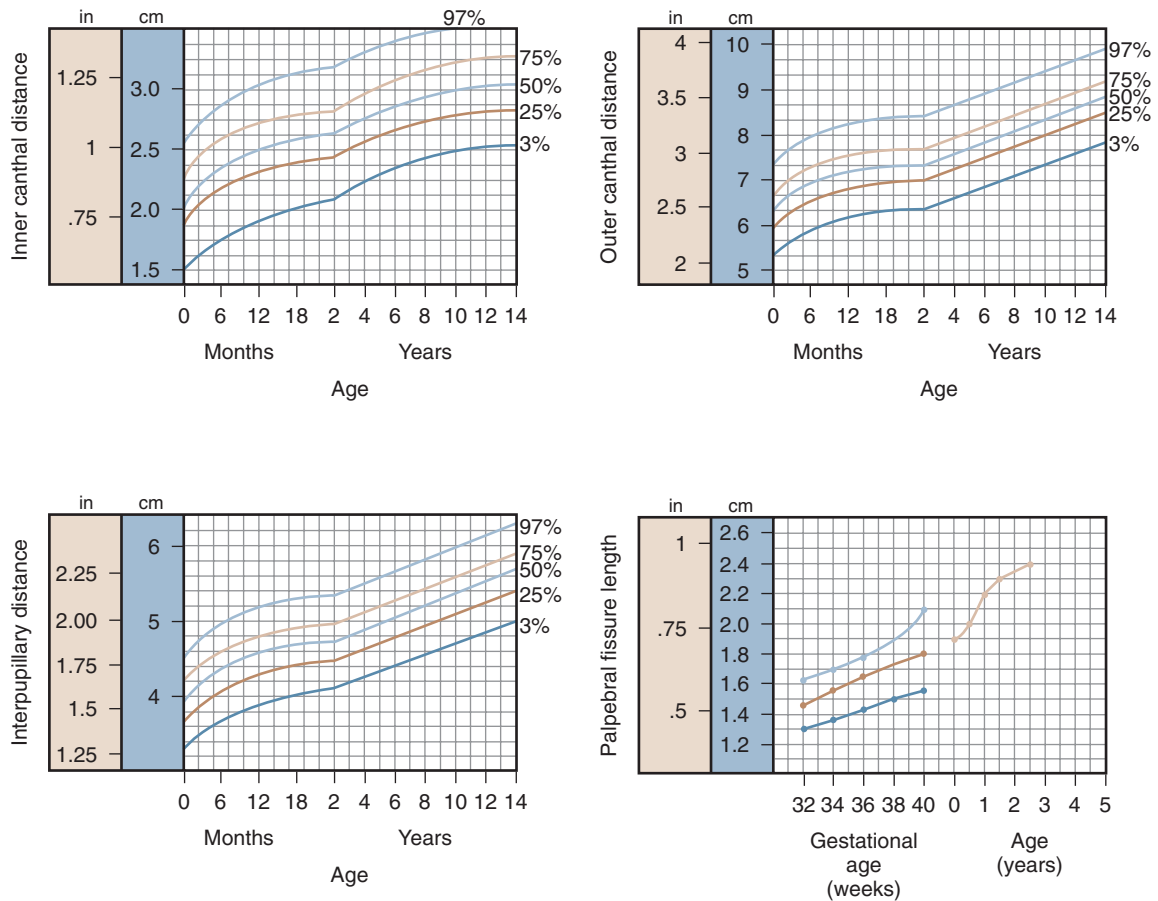 in cm 97%
Inner canthal distance
1.25
1
.75
3.0
2.5
2.0
1.5
75%
50%
25%
3%
0 6 12 18 2 4 6 8 10 12 14
Months Years
Age
in cm
Outer canthal distance
4
3.5
3
2.5
2
10
9
8
7
6
5
97%
75%
50%
25%
3%
0 6 12 18 2 4 6 8 10 12 14
Months Years
Age
in cm
Interpupillary distance
2.25
2.00
1.75
1.5
1.25
6
5
4
97%
75%
50%
25%
3%
0 6 12 18 2 4 6 8 10 12 14
Months Years
Age
in cm
Palpebral fissure length
1
.75
.5
2.6
2.4
2.2
2.0
1.8
1.6
1.4
1.2
32 34 36 38 40 0 1 2 3 4 5
Gestational
age
(weeks)
Age
(years)